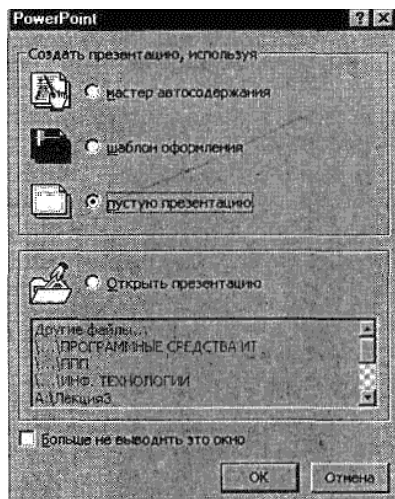 PowerPoint
Создать презентацию, используя
мастер автосодержания
шаблон оформления
пустую презентацию
Открыть презентацию
Другие файлы...
\...\ПРОГРАММНЫЕ СРЕДСТВА ИТ
\...\ППП
\...\ИНФ. ТЕХНОЛОГИИ
A:\Лекция3
Больше не выводить это окно
ОК
Отмена